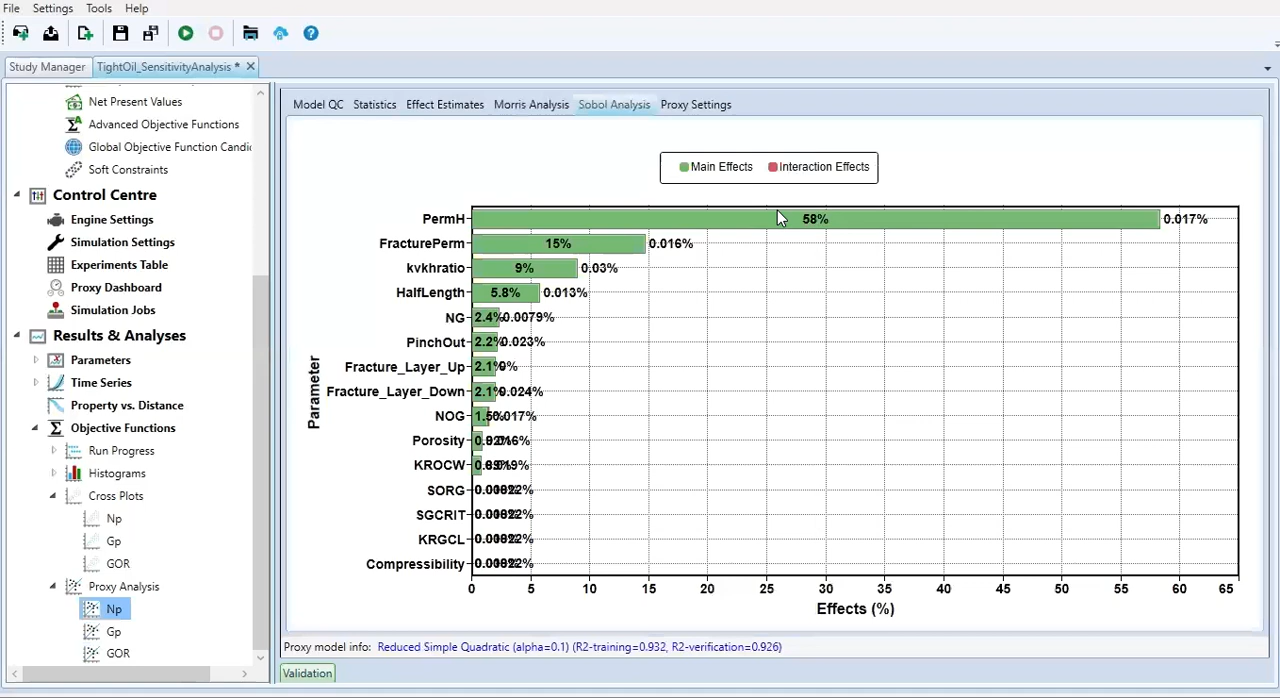 File Settings Tools Help
Study Manager TightOil_SensitivityAnalysis *
Net Present Values
Advanced Objective Functions
Global Objective Function Candi
Soft Constraints
Control Centre
Engine Settings
Simulation Settings
Experiments Table
Proxy Dashboard
Simulation Jobs
Results & Analyses
Parameters
Time Series
Property vs. Distance
Objective Functions
Run Progress
Histograms
Cross Plots
Np
Gp
GOR
Proxy Analysis
Np
Gp
GOR
Model QC Statistics Effect Estimates Morris Analysis Sobol Analysis Proxy Settings
Main Effects Interaction Effects
Parameter
PermH 58% 0.017%
FracturePerm 15% 0.016%
kvkhratio 9% 0.03%
HalfLength 5.8% 0.013%
NG 2.4% 0.0079%
PinchOut 2.2% 0.023%
Fracture_Layer_Up 2.1% 0%
Fracture_Layer_Down 2.1% 0.024%
NOG
Porosity
KROCW
SORG
SGCRIT
KRGCL
Compressibility
0 5 10 15 20 25 30 35 40 45 50 55 60 65
Effects (%)
Proxy model info: Reduced Simple Quadratic (alpha=0.1) (R2-training=0.932, R2-verification=0.926)
Validation